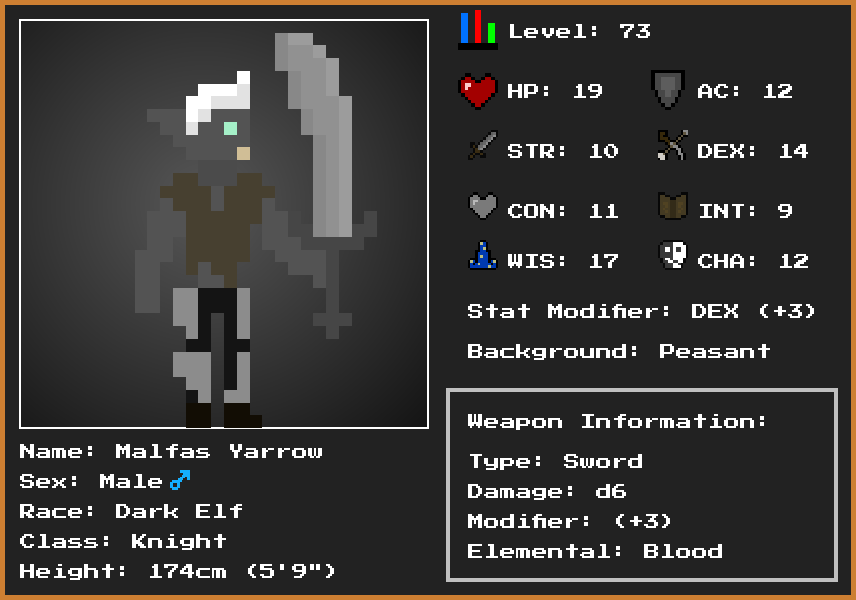 Level: 73
HP: 19
AC: 12
STR: 10
DEX: 14
CON: 11
INT: 9
WIS: 17
CHA: 12
Stat Modifier: DEX (+3)
Background: Peasant
Weapon Information:
Type: Sword
Damage: d6
Modifier: (+3)
Elemental: Blood
Name: Malfas Yarrow
Sex: Male ♂
Race: Dark Elf
Class: Knight
Height: 174cm (5'9")